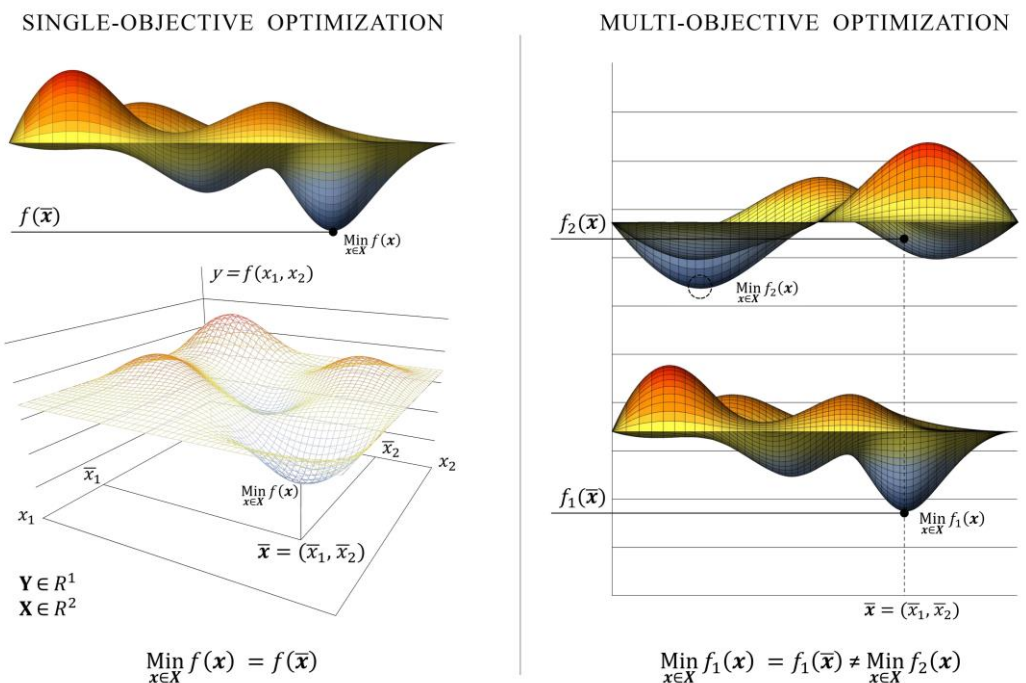 SINGLE-OBJECTIVE OPTIMIZATION
f(x̅)
Min f(x)
x∈X
y = f(x₁, x₂)
x̅₂
x₂
x̅₁
Min f(x)
x∈X
x₁
x̅ = (x̅₁, x̅₂)
Y ∈ R¹
X ∈ R²
Min f(x) = f(x̅)
x∈X
MULTI-OBJECTIVE OPTIMIZATION
f₂(x̅)
Min f₂(x)
x∈X
f₁(x̅)
Min f₁(x)
x∈X
x̅ = (x̅₁, x̅₂)
Min f₁(x) = f₁(x̅) ≠ Min f₂(x)
x∈X x∈X